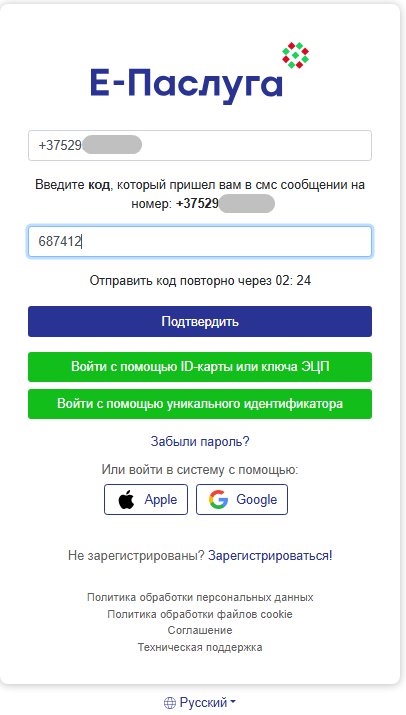 Е-Паслуга
+37529
Введите код, который пришел вам в смс сообщении на
номер: +37529
687412
Отправить код повторно через 02: 24
Подтвердить
Войти с помощью ID-карты или ключа ЭЦП
Войти с помощью уникального идентификатора
Забыли пароль?
Или войти в систему с помощью:
Apple
Google
Не зарегистрированы? Зарегистрироваться!
Политика обработки персональных данных
Политика обработки файлов cookie
Соглашение
Техническая поддержка
Русский